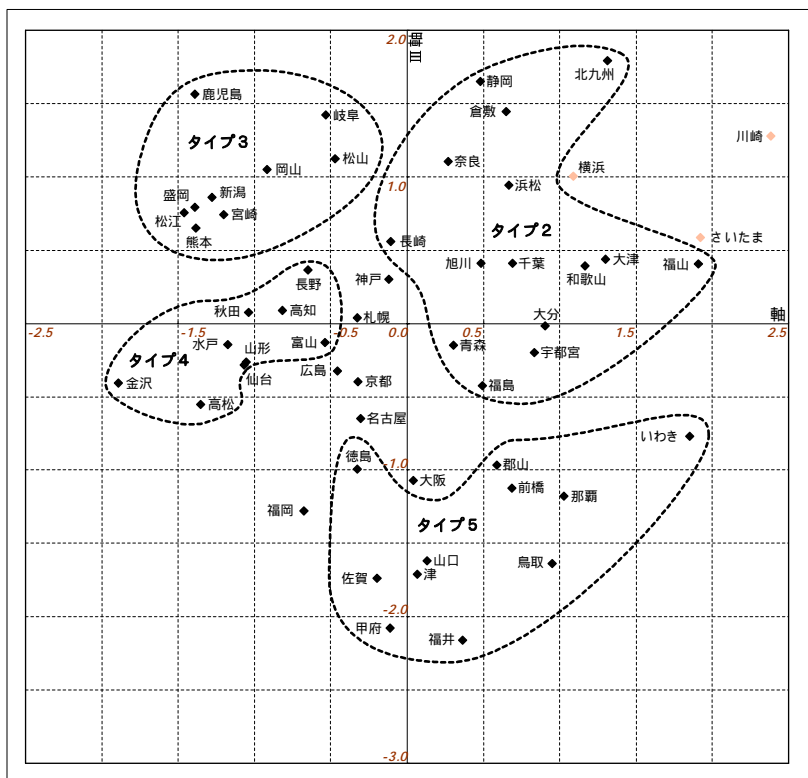 2.0
Ⅲ軸
静岡
北九州
鹿児島
倉敷
岐阜
川崎
タイプ3
松山
奈良
岡山
横浜
1.0
浜松
盛岡
新潟
松江
宮崎
熊本
タイプ2
長崎
さいたま
旭川
千葉
大津
福山
長野
神戸
和歌山
秋田
高知
札幌
大分
-2.5
-1.5
-0.5
0.0
0.5
1.5
軸
2.5
水戸
山形
富山
青森
宇都宮
タイプ4
広島
金沢
仙台
京都
福島
高松
名古屋
いわき
徳島
-1.0
郡山
大阪
前橋
那覇
福岡
タイプ5
山口
鳥取
佐賀
津
-2.0
甲府
福井
-3.0